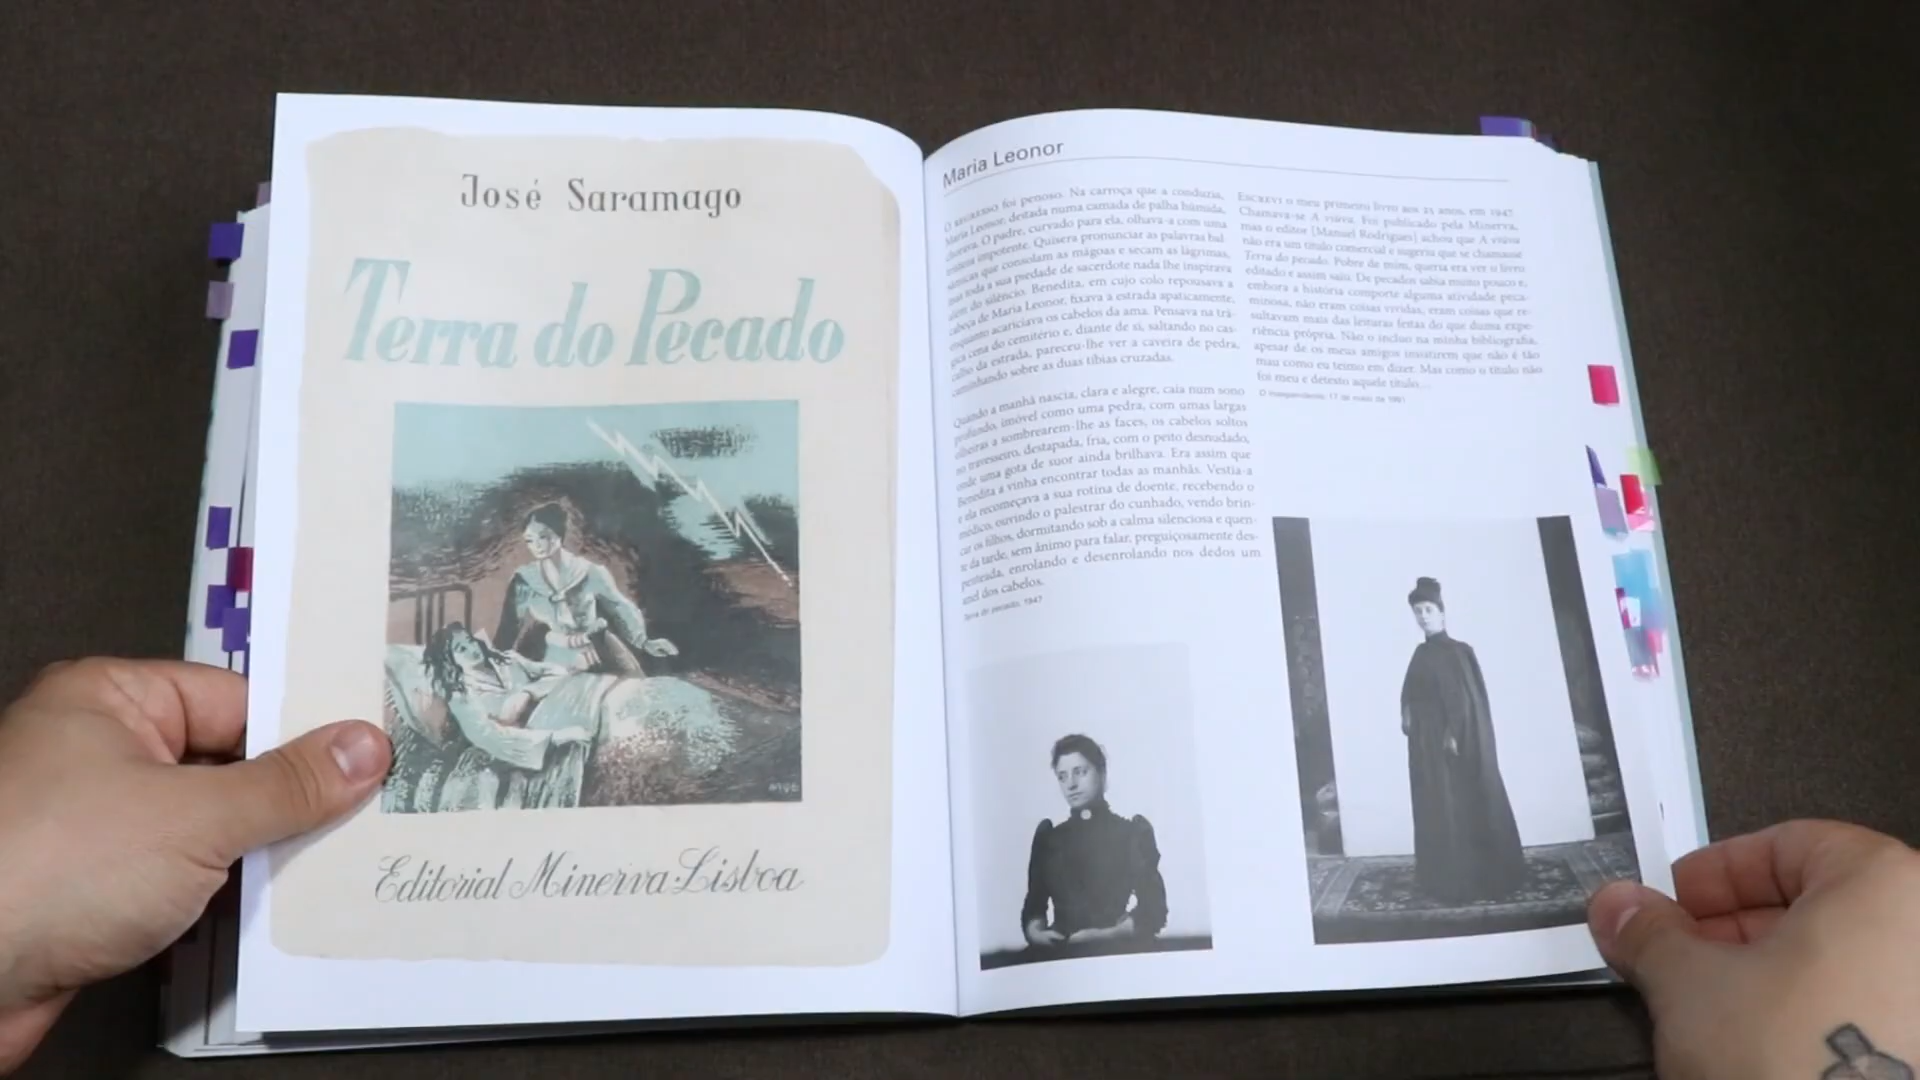 José Saramago
Terra do Pecado
Editorial Minerva-Lisboa
Maria Leonor
O REGRESSO foi penoso. Na carroça que a conduzia,
Maria Leonor, deitada numa camada de palha húmida,
chorava. O padre, curvado para ela, olhava-a com uma
tristeza impotente. Quisera pronunciar as palavras bal-
sâmicas que consolam as mágoas e secam as lágrimas,
mas toda a sua piedade de sacerdote nada lhe inspirava
além do silêncio. Benedita, em cujo colo repousava a
cabeça de Maria Leonor, fixava a estrada apaticamente,
enquanto acariciava os cabelos da ama. Pensava na trá-
gica cena do cemitério e, diante de si, saltando no cas-
calho da estrada, pareceu-lhe ver a caveira de pedra,
caminhando sobre as duas tíbias cruzadas.
Quando a manhã nascia, clara e alegre, caía num sono
profundo, imóvel como uma pedra, com umas largas
olheiras a sombrearem-lhe as faces, os cabelos soltos
no travesseiro, destapada, fria, com o peito desnudado,
onde uma gota de suor ainda brilhava. Era assim que
Benedita a vinha encontrar todas as manhãs. Vestia-a
e ela recomeçava a sua rotina de doente, recebendo o
médico, ouvindo o palestrar do cunhado, vendo brin-
car os filhos, dormitando sob a calma silenciosa e quen-
te da tarde, sem ânimo para falar, preguiçosamente des-
penteada, enrolando e desenrolando nos dedos um
anel dos cabelos.
Terra do pecado, 1947
ESCREVI o meu primeiro livro aos 25 anos, em 1947.
Chamava-se A viúva. Foi publicado pela Minerva,
mas o editor [Manuel Rodrigues] achou que A viúva
não era um título comercial e sugeriu que se chamasse
Terra do pecado. Pobre de mim, queria era ver o livro
editado e assim saiu. De pecados sabia muito pouco e,
embora a história comporte alguma atividade peca-
minosa, não eram coisas vividas, eram coisas que re-
sultavam mais das leituras feitas do que duma expe-
riência própria. Não o incluo na minha bibliografia,
apesar de os meus amigos insistirem que não é tão
mau como eu teimo em dizer. Mas como o título não
foi meu e detesto aquele título...
O Independente, 17 de maio de 1991